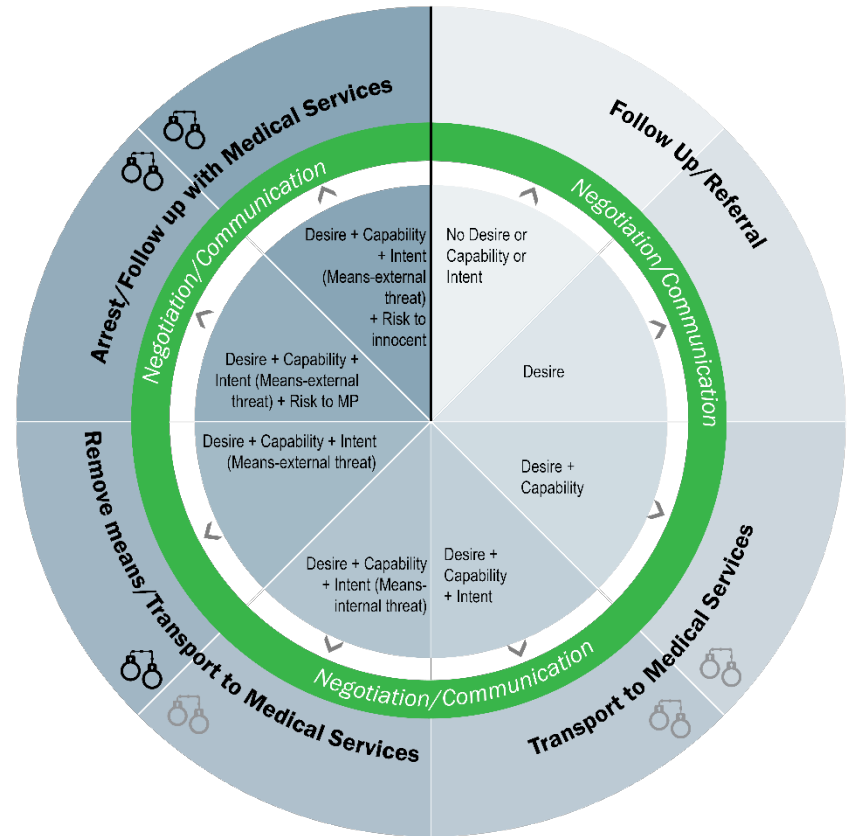 Follow Up/Referral
Transport to Medical Services
Remove means/Transport to Medical Services
Arrest/Follow up with Medical Services
Negotiation/Communication
Negotiation/Communication
Negotiation/Communication
No Desire or
Capability or
Intent
Desire
Desire +
Capability
Desire +
Capability
+ Intent
Desire + Capability
+ Intent (Means-
internal threat)
Desire + Capability + Intent
(Means-external threat)
Desire + Capability +
Intent (Means-external
threat) + Risk to MP
Desire + Capability
+ Intent
(Means-external
threat)
+ Risk to
innocent